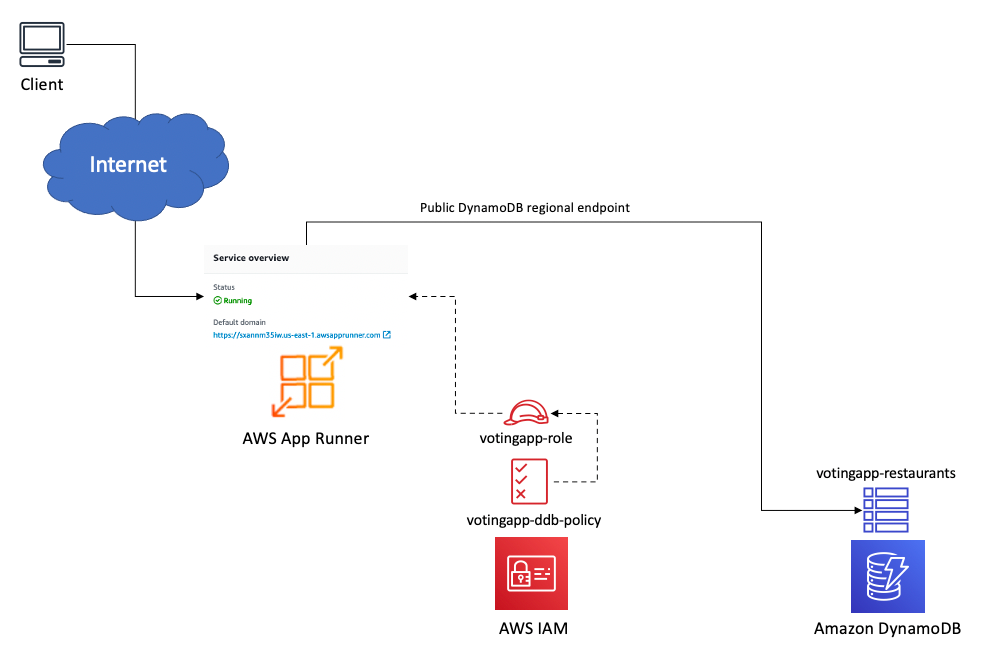 Client
Internet
Public DynamoDB regional endpoint
Service overview
Status
Running
Default domain
https://sxannm35iw.us-east-1.awsapprunner.com
AWS App Runner
votingapp-role
votingapp-ddb-policy
AWS IAM
votingapp-restaurants
Amazon DynamoDB